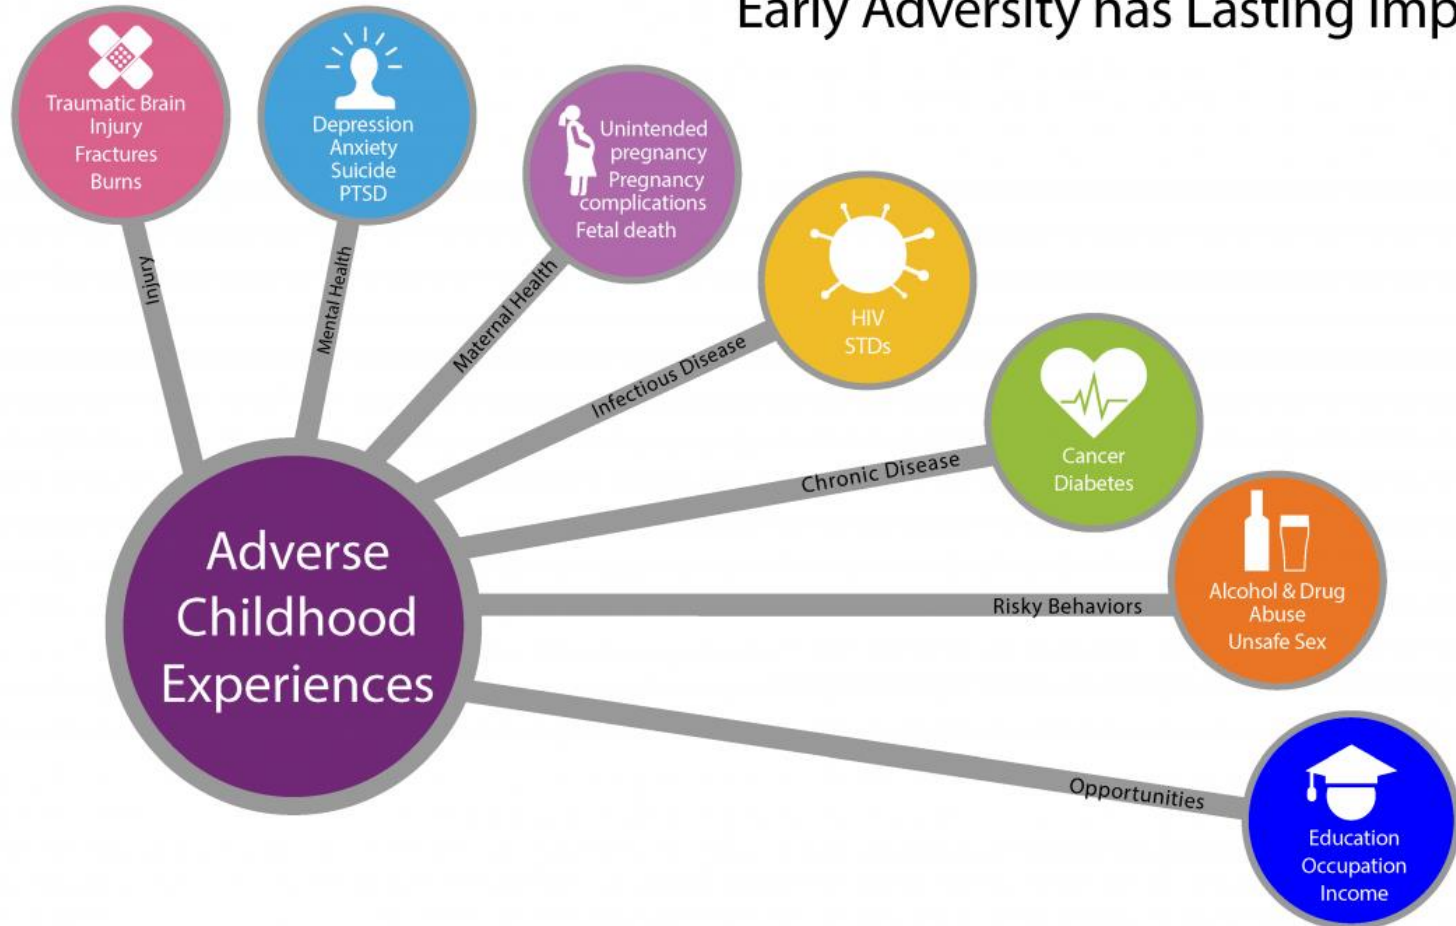 Early Adversity has Lasting Imp
Traumatic Brain
Injury
Fractures
Burns
Depression
Anxiety
Suicide
PTSD
Unintended
pregnancy
Pregnancy
complications
Fetal death
HIV
STDs
Cancer
Diabetes
Alcohol & Drug
Abuse
Unsafe Sex
Education
Occupation
Income
Injury
Mental Health
Maternal Health
Infectious Disease
Chronic Disease
Risky Behaviors
Opportunities
Adverse
Childhood
Experiences